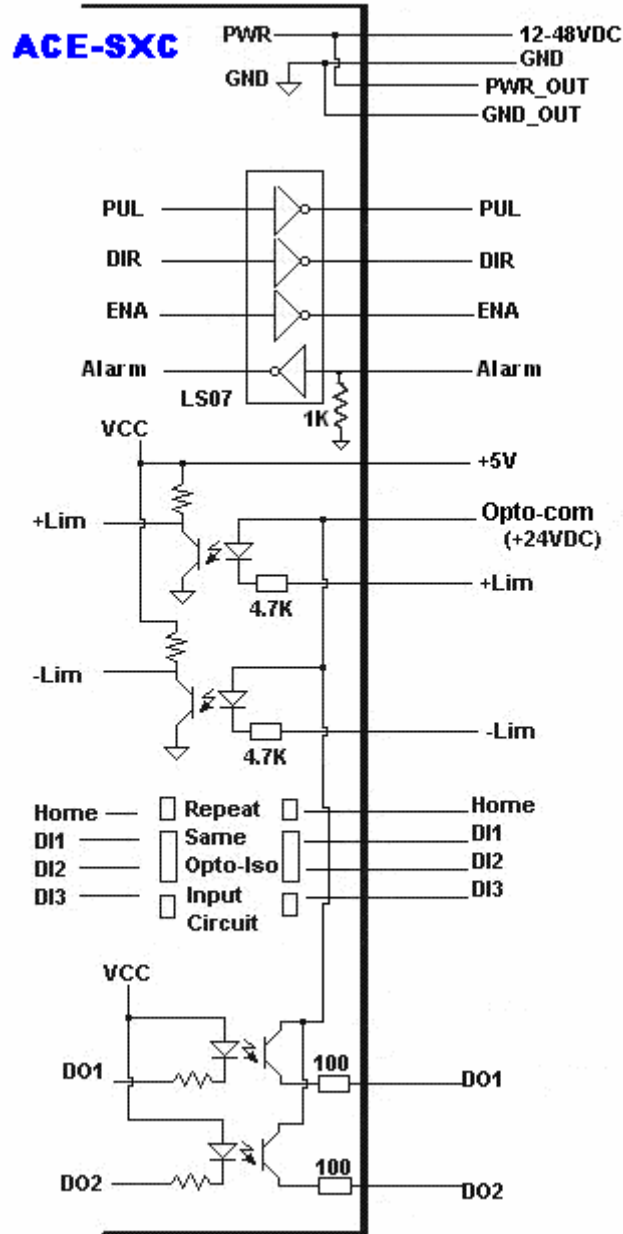 ACE-SXC
PWR
12-48VDC
GND
GND
PWR_OUT
GND_OUT
PUL
PUL
DIR
DIR
ENA
ENA
Alarm
Alarm
LS07
1K
VCC
+5V
+Lim
Opto-com
(+24VDC)
+Lim
4.7K
-Lim
-Lim
4.7K
Home
Repeat
Home
DI1
Same
DI1
DI2
Opto-Iso
DI2
DI3
Input
DI3
Circuit
VCC
100
DO1
DO1
100
DO2
DO2